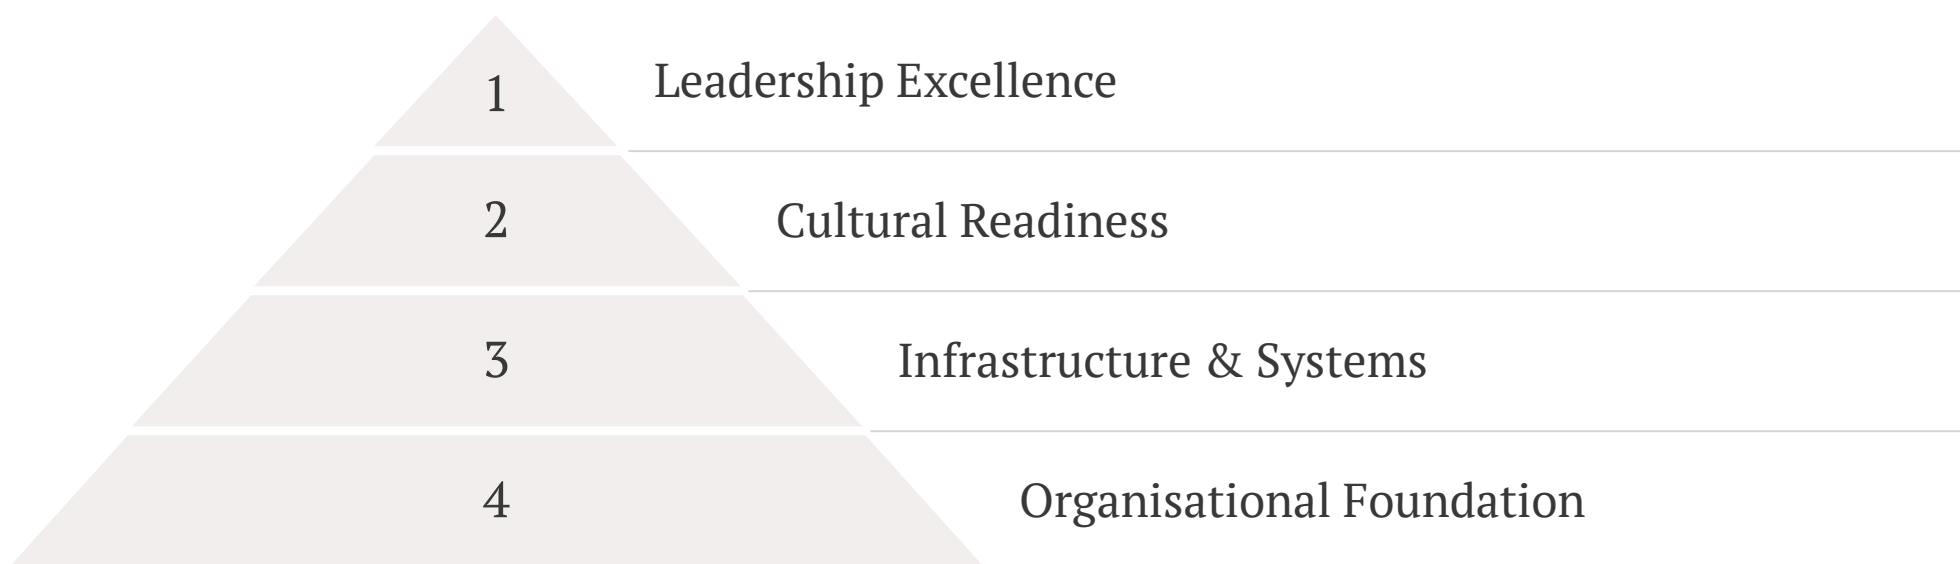 1 Leadership Excellence
2 Cultural Readiness
3 Infrastructure & Systems
4 Organisational Foundation